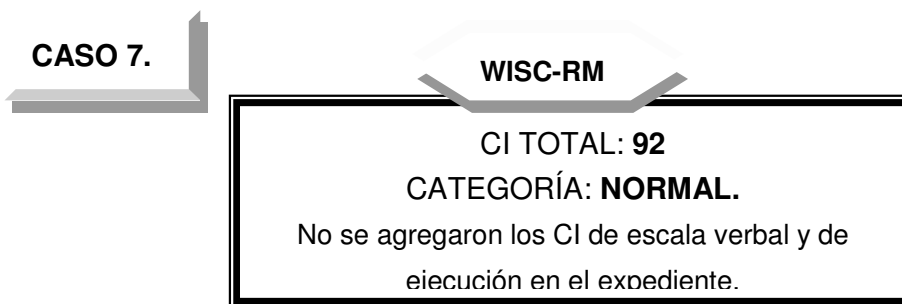 CASO 7.
WISC-RM
CI TOTAL: 92
CATEGORÍA: NORMAL.
No se agregaron los CI de escala verbal y de
ejecución en el expediente.